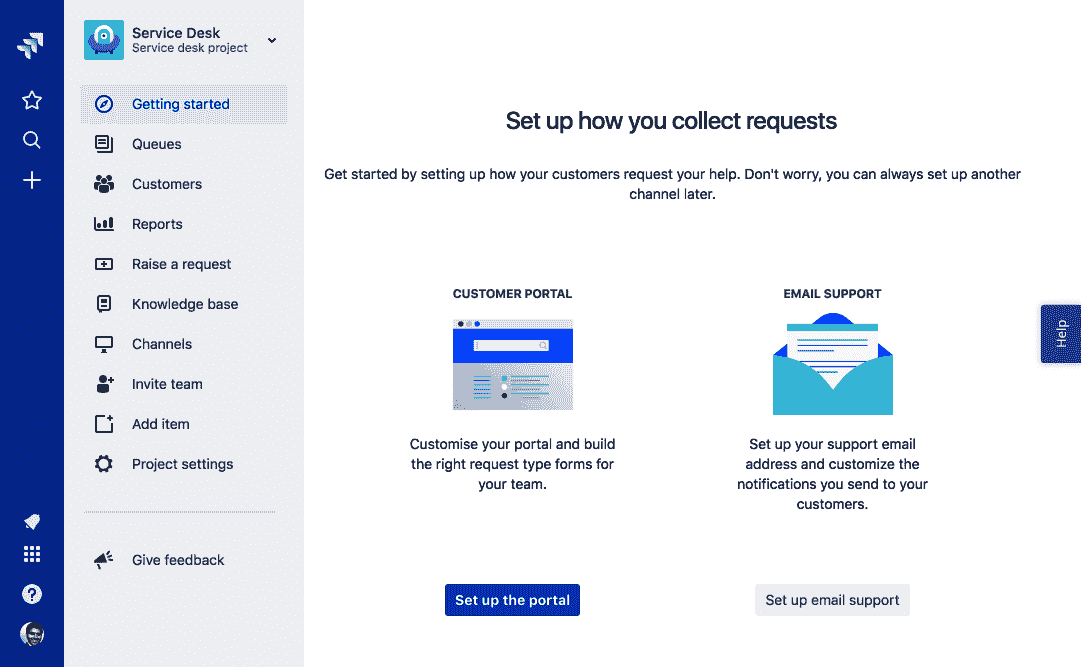 Service Desk
Service desk project
Getting started
Queues
Customers
Reports
Raise a request
Knowledge base
Channels
Invite team
Add item
Project settings
Give feedback
Set up how you collect requests
Get started by setting up how your customers request your help. Don't worry, you can always set up another
channel later.
CUSTOMER PORTAL
Customise your portal and build
the right request type forms for
your team.
Set up the portal
EMAIL SUPPORT
Set up your support email
address and customize the
notifications you send to your
customers.
Set up email support
Help